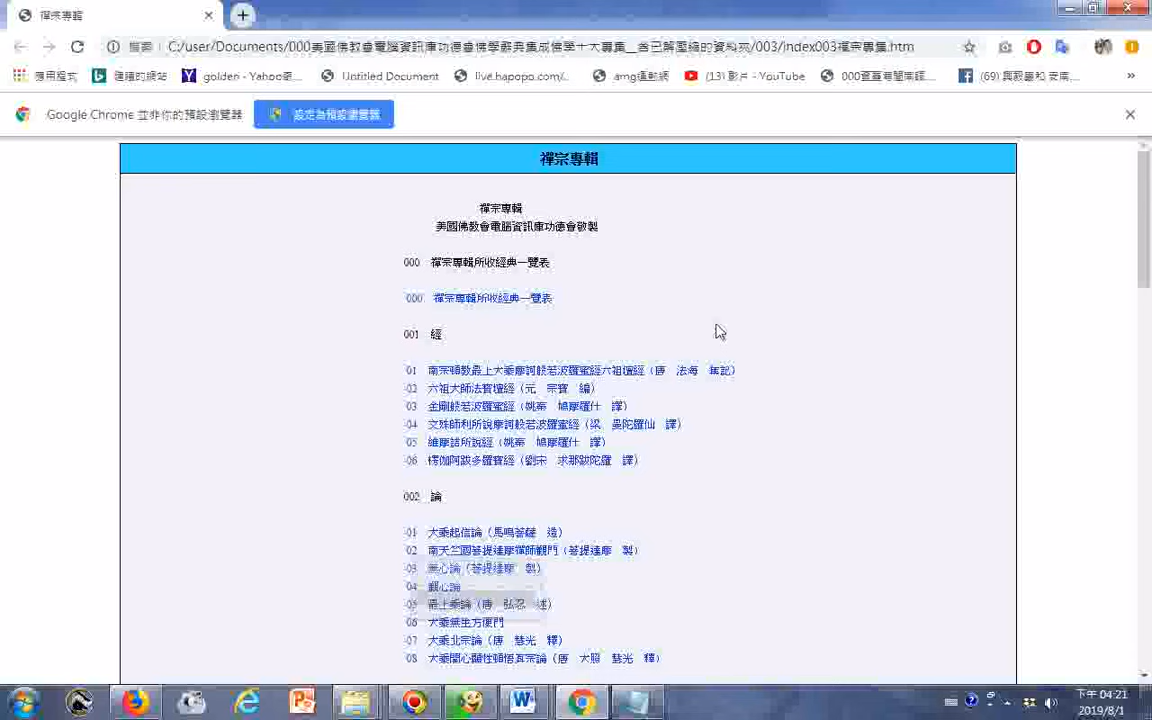 禪宗專輯
檔案 C:/user/Documents/000美國佛教會電腦資訊庫功德會佛學辭典集成佛學十大專集__含已解壓縮的資料夾/003/index003禪宗專集.htm
應用程式
建議的網站
golden - Yahoo奇...
Untitled Document
live.hapopo.com/...
amg運動網
(13) 影片 - YouTube
Google Chrome 並非你的預設瀏覽器 設定為預設瀏覽器
禪宗專輯
禪宗專輯
美國佛教會電腦資訊庫功德會敬製
000 禪宗專輯所收經典一覽表
000 禪宗專輯所收經典一覽表
001 經
01 南宗頓教最上大乘摩訶般若波羅蜜經六祖壇經（唐 法海 集記）
02 六祖大師法寶壇經（元 宗寶 編）
03 金剛般若波羅蜜經（姚秦 鳩摩羅什 譯）
04 文殊師利所說摩訶般若波羅蜜經（梁 曼陀羅仙 譯）
05 維摩詰所說經（姚秦 鳩摩羅什 譯）
06 楞伽阿跋多羅寶經（劉宋 求那跋陀羅 譯）
002 論
01 大乘起信論（馬鳴菩薩 造）
02 南天竺國菩提達摩禪師觀門（菩提達摩 製）
03 無心論（菩提達摩 製）
04 觀心論
05 最上乘論（唐 弘忍 述）
06 大乘無生方便門
07 大乘北宗論（唐 慧光 釋）
08 大乘開心顯性頓悟真宗論（唐 大照 慧光 釋）
下午 04:21
2019/8/1